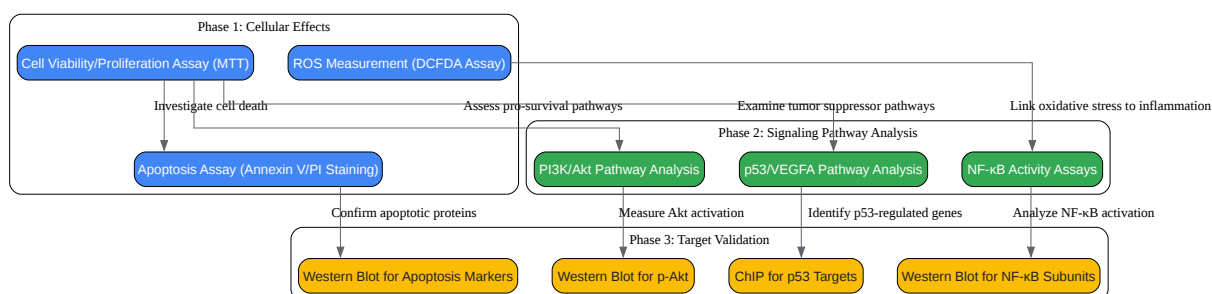 Phase 1: Cellular Effects
Cell Viability/Proliferation Assay (MTT)
ROS Measurement (DCFDA Assay)
Investigate cell death
Assess pro-survival pathways
Examine tumor suppressor pathways
Link oxidative stress to inflammation
Phase 2: Signaling Pathway Analysis
Apoptosis Assay (Annexin V/PI Staining)
PI3K/Akt Pathway Analysis
p53/VEGFA Pathway Analysis
NF-κB Activity Assays
Confirm apoptotic proteins
Measure Akt activation
Identify p53-regulated genes
Analyze NF-κB activation
Phase 3: Target Validation
Western Blot for Apoptosis Markers
Western Blot for p-Akt
ChIP for p53 Targets
Western Blot for NF-κB Subunits